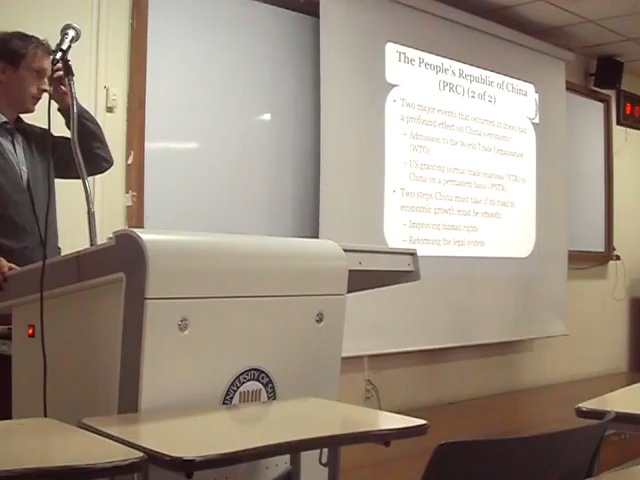 The People's Republic of China
(PRC) (2 of 2)
• Two major events that occurred in 2000 had
a profound effect on China's economic
– Admission to the World Trade Organization
(WTO)
– US granting normal trade relations (NTR) to
China on a permanent basis (PNTR)
• Two steps China must take if its road to
economic growth must be smooth:
– Improving human rights
– Reforming the legal system
UNIVERSITY OF